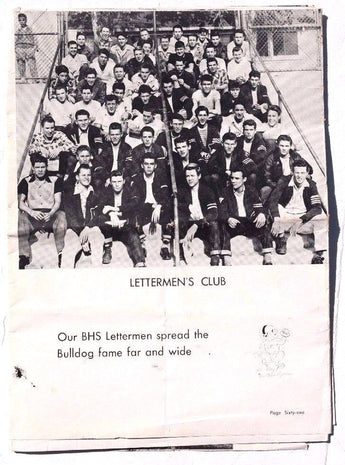 LETTERMEN'S CLUB
Our BHS Lettermen spread the
Bulldog fame far and wide .
Page Sixty-two